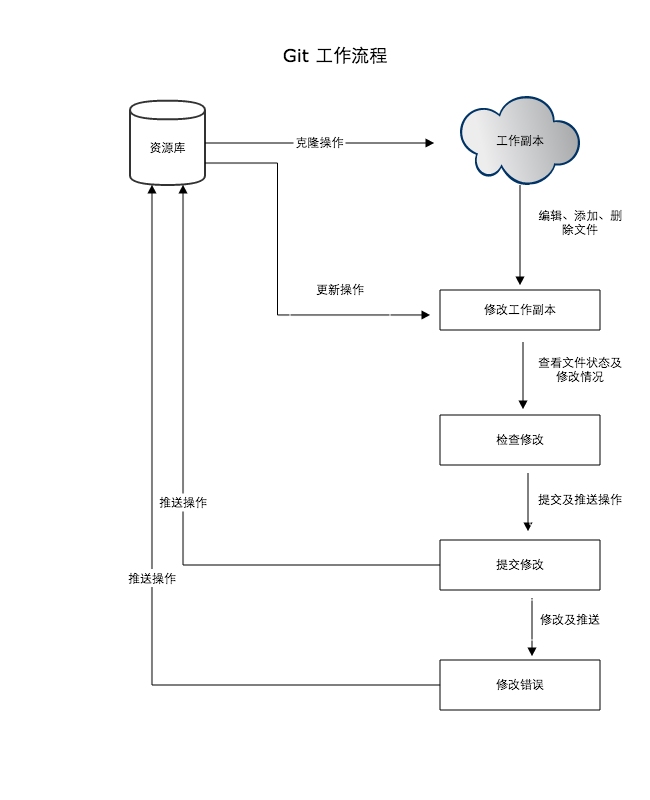 Git 工作流程
资源库
克隆操作
工作副本
编辑、添加、删
除文件
更新操作
修改工作副本
查看文件状态及
修改情况
检查修改
推送操作
提交及推送操作
提交修改
推送操作
修改及推送
修改错误